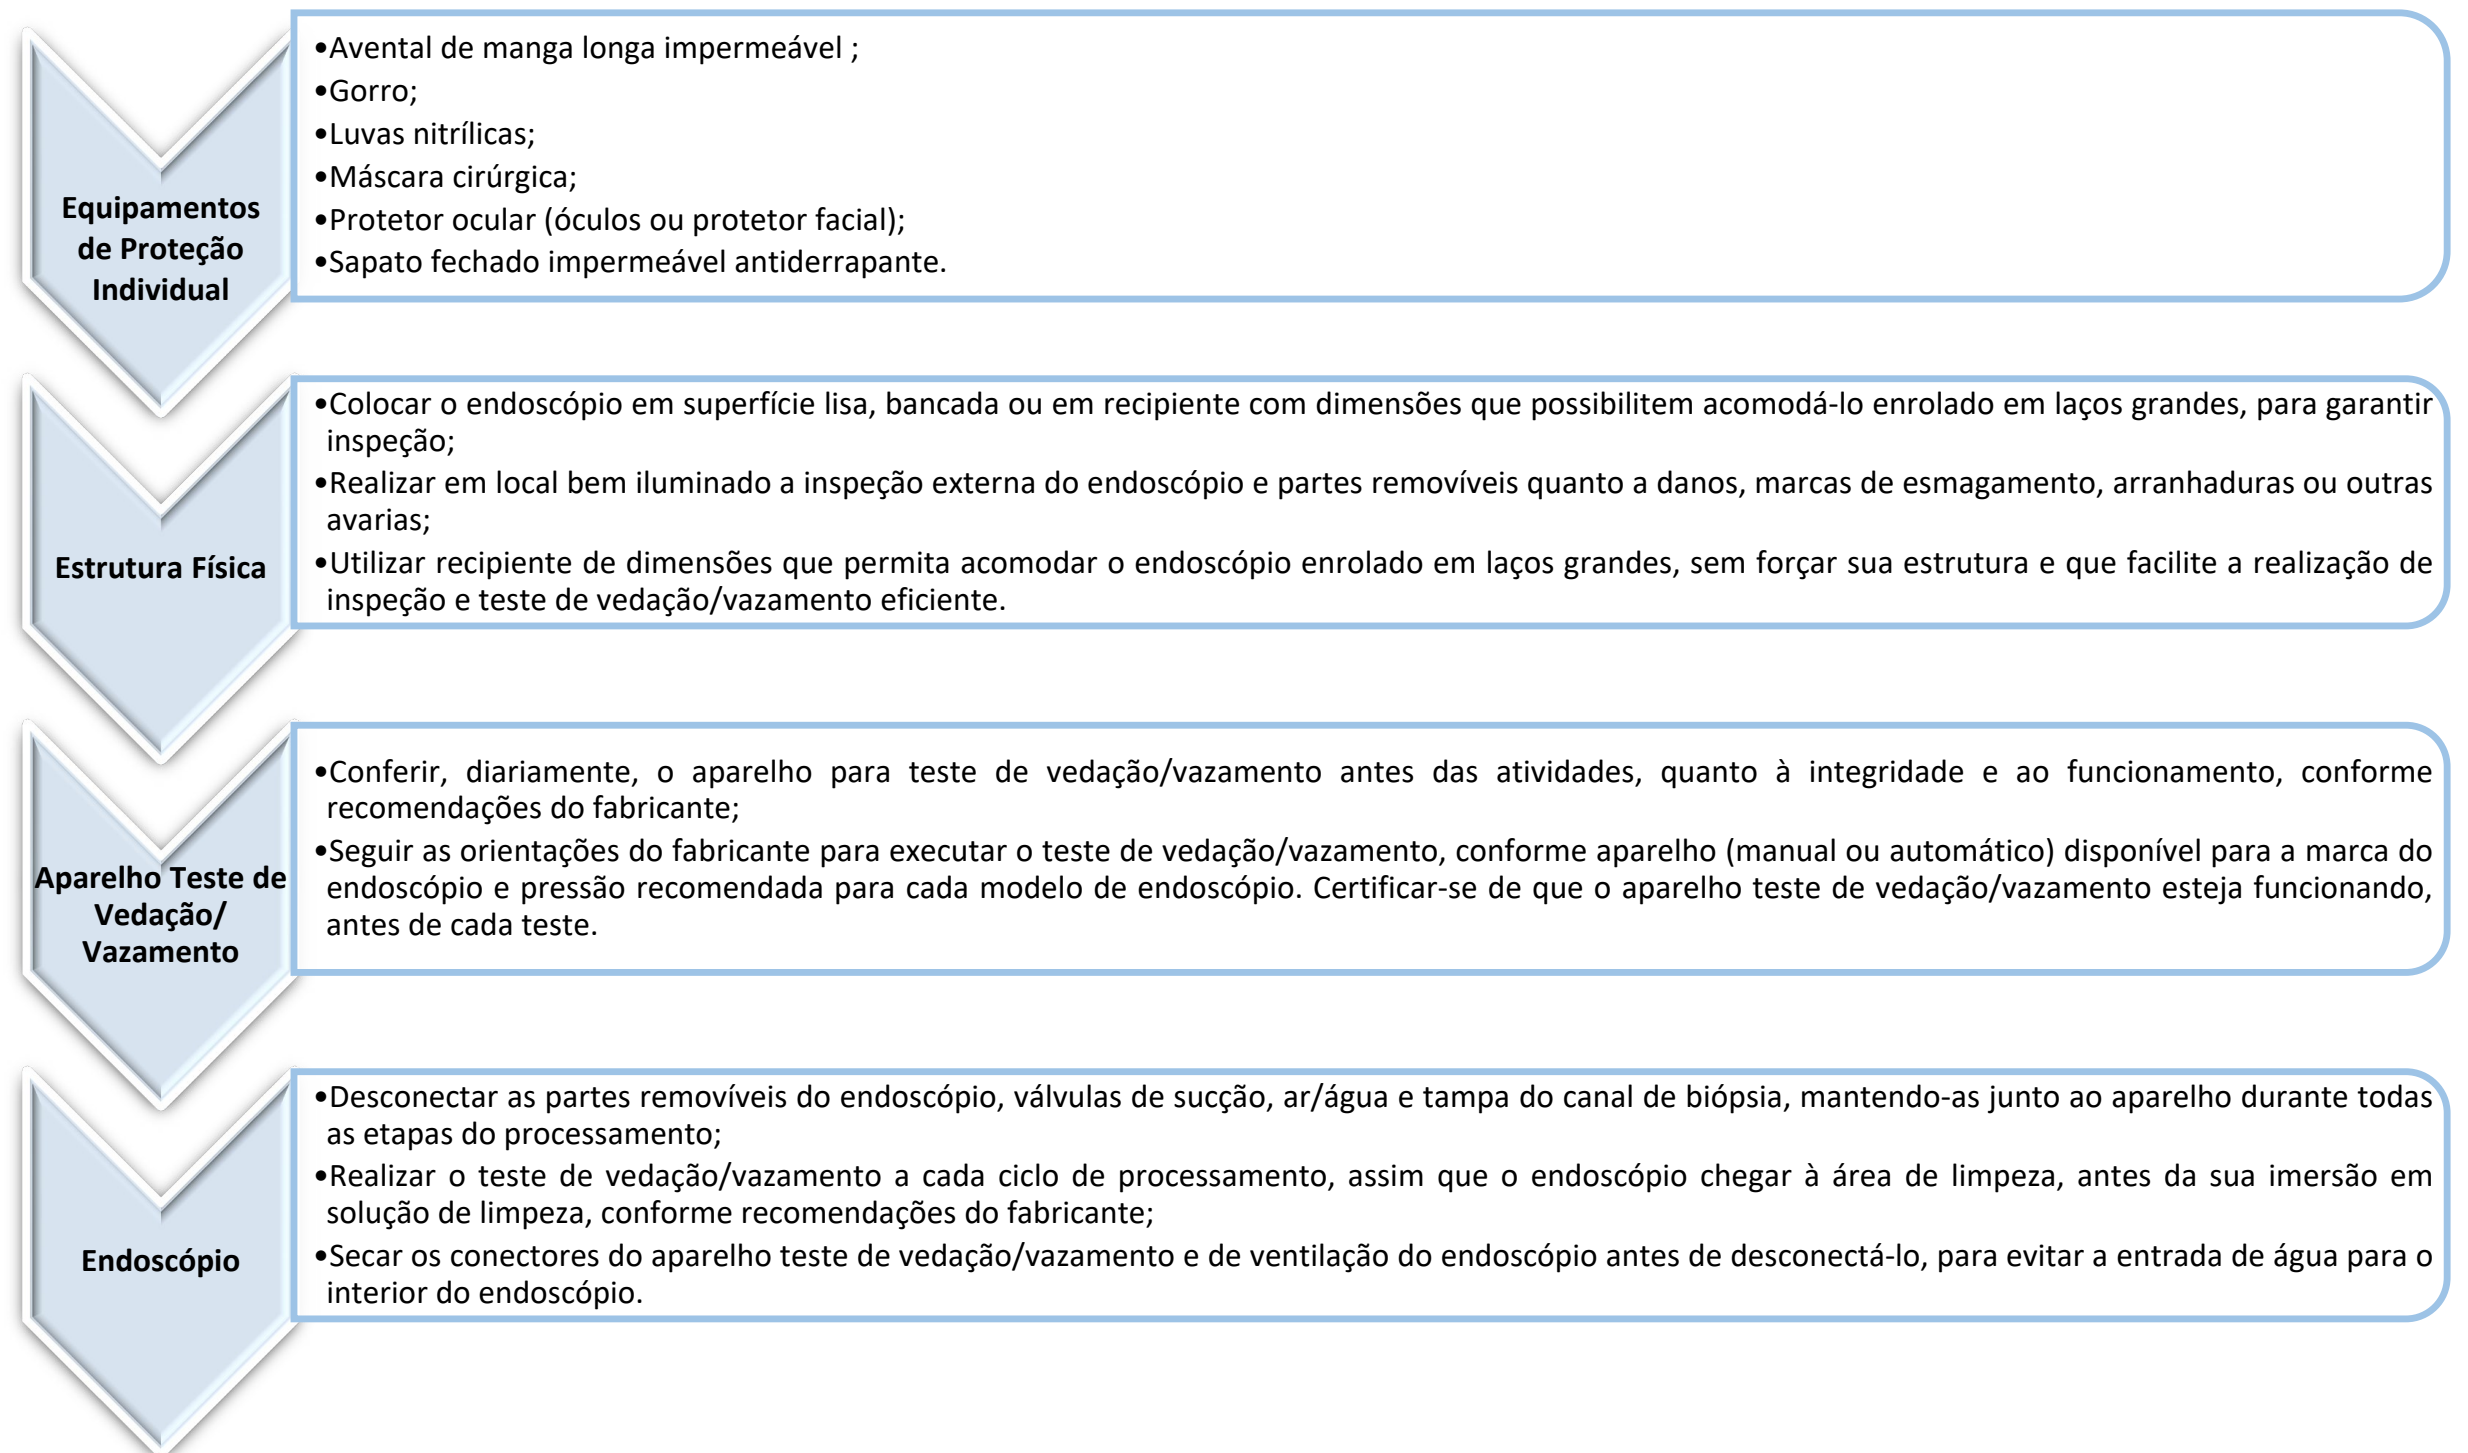 Equipamentos
de Proteção
Individual
•Avental de manga longa impermeável ;
•Gorro;
•Luvas nitrílicas;
•Máscara cirúrgica;
•Protetor ocular (óculos ou protetor facial);
•Sapato fechado impermeável antiderrapante.
Estrutura Física
•Colocar o endoscópio em superfície lisa, bancada ou em recipiente com dimensões que possibilitem acomodá-lo enrolado em laços grandes, para garantir
inspeção;
•Realizar em local bem iluminado a inspeção externa do endoscópio e partes removíveis quanto a danos, marcas de esmagamento, arranhaduras ou outras
avarias;
•Utilizar recipiente de dimensões que permita acomodar o endoscópio enrolado em laços grandes, sem forçar sua estrutura e que facilite a realização de
inspeção e teste de vedação/vazamento eficiente.
Aparelho Teste de
Vedação/
Vazamento
•Conferir, diariamente, o aparelho para teste de vedação/vazamento antes das atividades, quanto à integridade e ao funcionamento, conforme
recomendações do fabricante;
•Seguir as orientações do fabricante para executar o teste de vedação/vazamento, conforme aparelho (manual ou automático) disponível para a marca do
endoscópio e pressão recomendada para cada modelo de endoscópio. Certificar-se de que o aparelho teste de vedação/vazamento esteja funcionando,
antes de cada teste.
Endoscópio
•Desconectar as partes removíveis do endoscópio, válvulas de sucção, ar/água e tampa do canal de biópsia, mantendo-as junto ao aparelho durante todas
as etapas do processamento;
•Realizar o teste de vedação/vazamento a cada ciclo de processamento, assim que o endoscópio chegar à área de limpeza, antes da sua imersão em
solução de limpeza, conforme recomendações do fabricante;
•Secar os conectores do aparelho teste de vedação/vazamento e de ventilação do endoscópio antes de desconectá-lo, para evitar a entrada de água para o
interior do endoscópio.